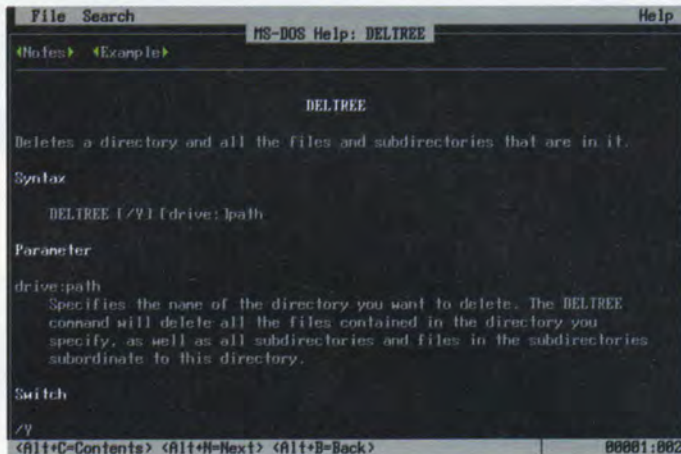 File Search Help
MS-DOS Help: DELTREE
◄Notes► ◄Example►
DELTREE
Deletes a directory and all the files and subdirectories that are in it.
Syntax
DELTREE [/Y] [drive:]path
Parameter
drive:path
Specifies the name of the directory you want to delete. The DELTREE
command will delete all the files contained in the directory you
specify, as well as all subdirectories and files in the subdirectories
subordinate to this directory.
Switch
/Y
<Alt+C=Contents> <Alt+N=Next> <Alt+B=Back> 00001:002